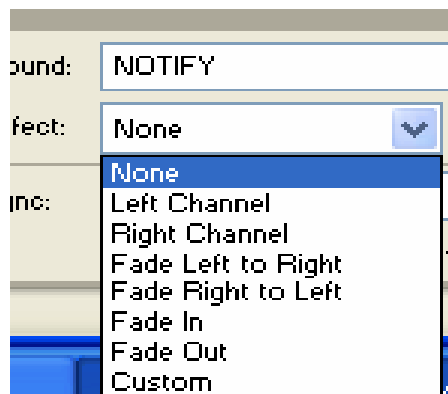 ound: NOTIFY
fect: None
None
ync: Left Channel
Right Channel
Fade Left to Right
Fade Right to Left
Fade In
Fade Out
Custom